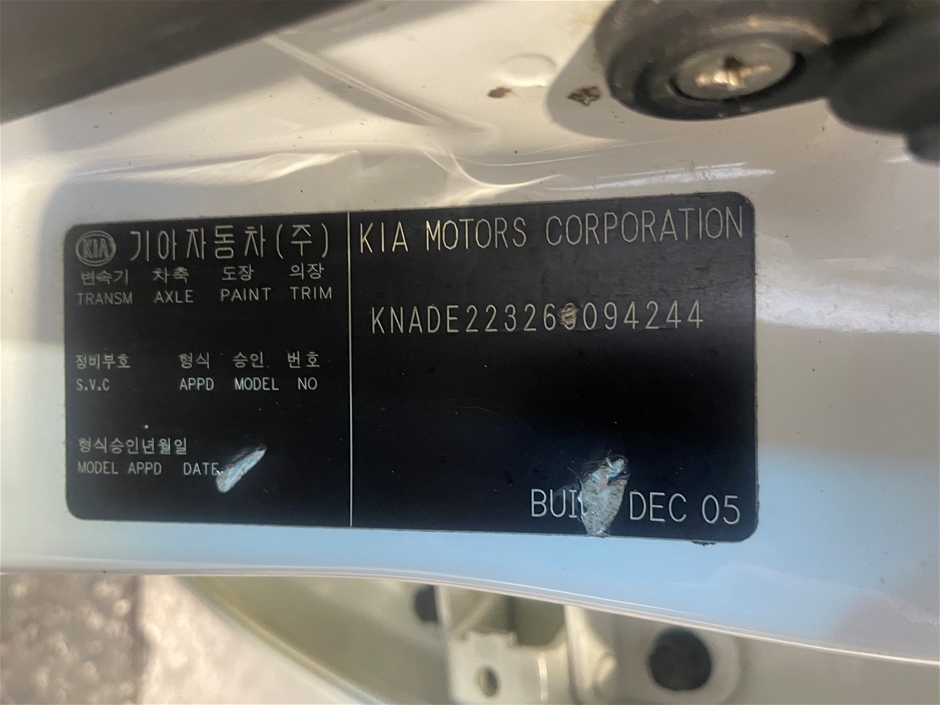 KIA 기아자동차(주)
변속기 차축 도장 의장
TRANSM AXLE PAINT TRIM
정비부호 형식 승인 번호
S.V.C APPD MODEL NO
형식승인년월일
MODEL APPD DATE
KIA MOTORS CORPORATION
KNADE223266094244
DEC 05